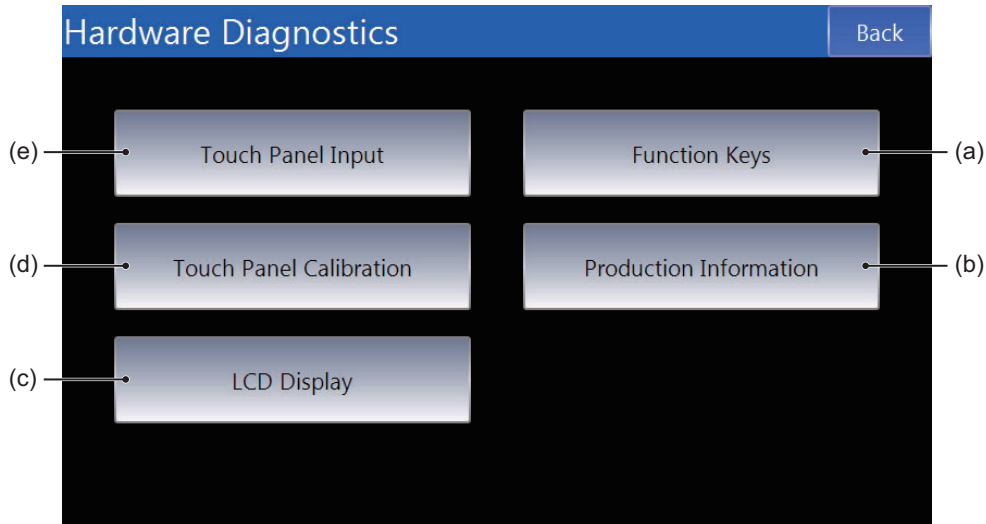 Hardware Diagnostics
Back
(e)
Touch Panel Input
Function Keys
(a)
(d)
Touch Panel Calibration
Production Information
(b)
(c)
LCD Display